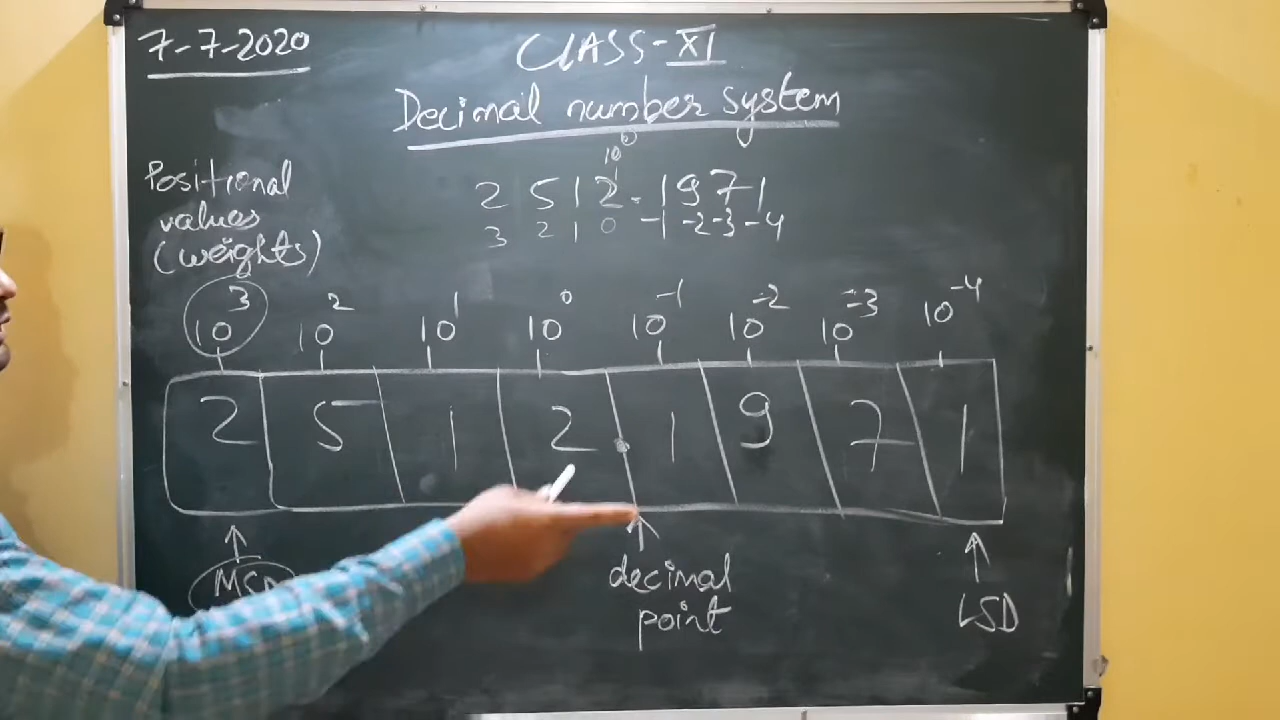 7-7-2020
CLASS-XI
Decimal number system
10⁰
Positional
values
(weights)
2 5 1 2 . 1 9 7 1
3 2 1 0 -1 -2 -3 -4
10³ 10² 10¹ 10⁰ 10⁻¹ 10⁻² 10⁻³ 10⁻⁴
2 5 1 2 . 1 9 7 1
MSD
decimal
point
LSD